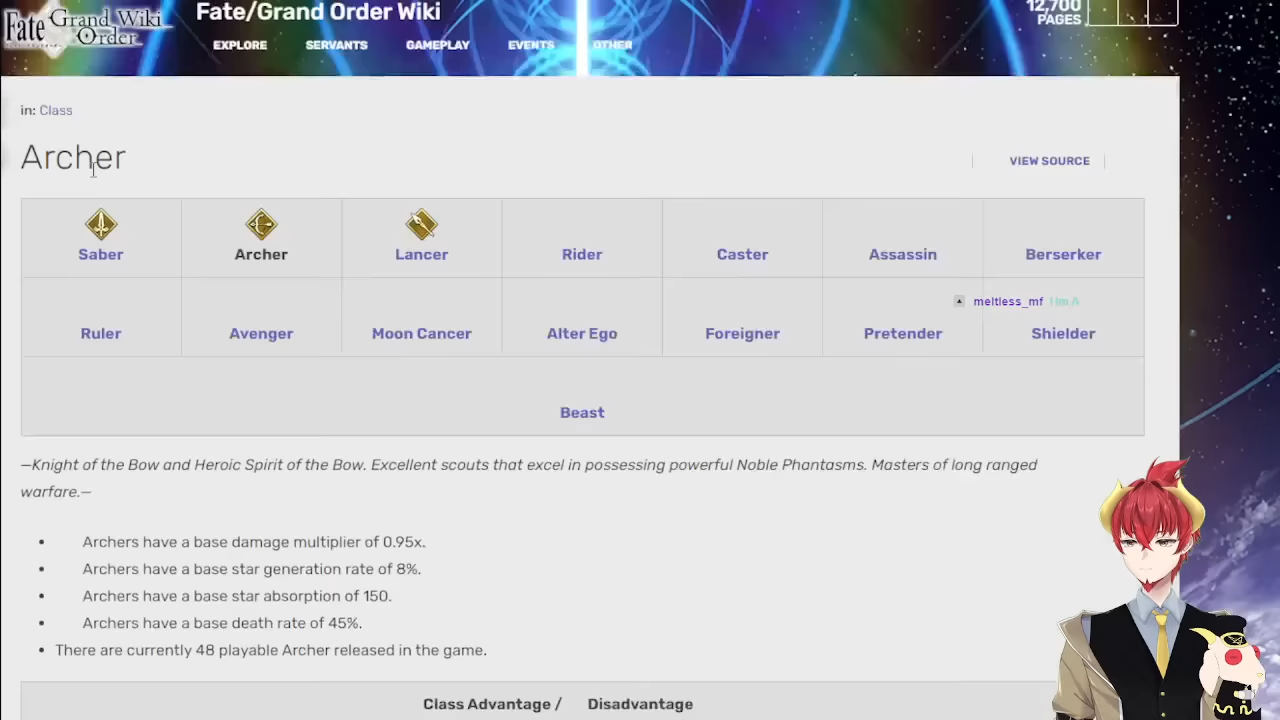 Fate Grand Order Wiki
Fate/Grand Order Wiki
12,700
PAGES
EXPLORE SERVANTS GAMEPLAY EVENTS OTHER
in: Class
Archer
VIEW SOURCE
Saber Archer Lancer Rider Caster Assassin Berserker
meltless_mf
Ruler Avenger Moon Cancer Alter Ego Foreigner Pretender Shielder
Beast
—Knight of the Bow and Heroic Spirit of the Bow. Excellent scouts that excel in possessing powerful Noble Phantasms. Masters of long ranged
warfare.—
• Archers have a base damage multiplier of 0.95x.
• Archers have a base star generation rate of 8%.
• Archers have a base star absorption of 150.
• Archers have a base death rate of 45%.
• There are currently 48 playable Archer released in the game.
Class Advantage / Disadvantage